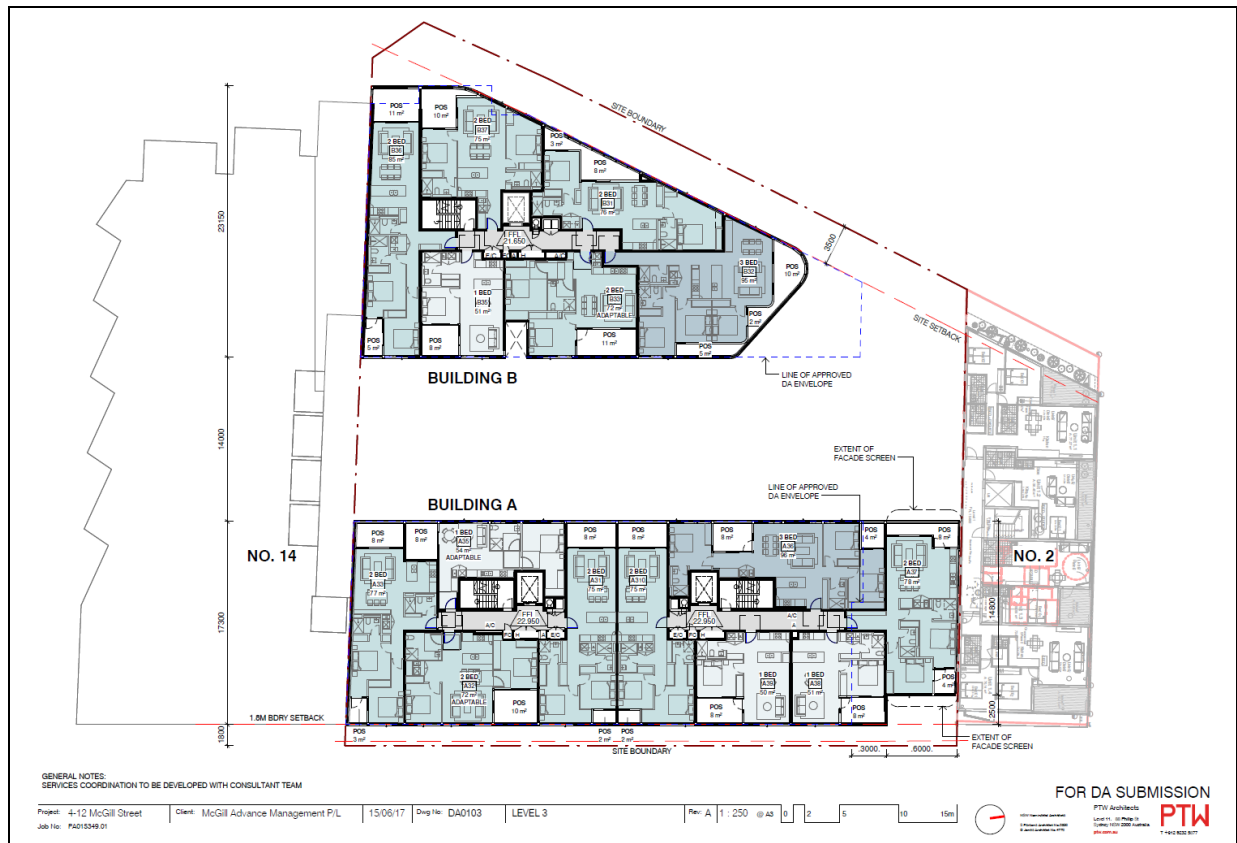 SITE BOUNDARY
POS
11 m²
POS
10 m²
2 BED
B36
85 m²
2 BED
B37
75 m²
POS
3 m²
POS
8 m²
2 BED
B31
76 m²
FFL
21.650
E/C
H
A/C
3 BED
B32
95 m²
POS
10 m²
3500
23150
1 BED
B35
51 m²
2 BED
B33
72 m²
ADAPTABLE
POS
2 m²
POS
5 m²
POS
8 m²
POS
11 m²
POS
5 m²
SITE SETBACK
BUILDING B
LINE OF APPROVED
DA ENVELOPE
14000
EXTENT OF
FACADE SCREEN
LINE OF APPROVED
DA ENVELOPE
BUILDING A
NO. 14
NO. 2
POS
8 m²
POS
8 m²
1 BED
A35
54 m²
ADAPTABLE
POS
8 m²
POS
8 m²
POS
8 m²
3 BED
A36
96 m²
POS
4 m²
POS
8 m²
2 BED
A33
77 m²
2 BED
A31
75 m²
2 BED
A310
75 m²
2 BED
A37
78 m²
17300
14800
A/C
FFL
22.950
FC
H
A
E/C
FFL
22.950
E/C
FC
H
A/C
A
2 BED
A32
72 m²
ADAPTABLE
POS
10 m²
1 BED
A39
50 m²
1 BED
A38
51 m²
POS
8 m²
POS
8 m²
POS
4 m²
2500
1.8M BDRY SETBACK
1800
POS
3 m²
POS
2 m²
POS
2 m²
SITE BOUNDARY
3000
6000
EXTENT OF
FACADE SCREEN
GENERAL NOTES:
SERVICES COORDINATION TO BE DEVELOPED WITH CONSULTANT TEAM
FOR DA SUBMISSION
Project: 4-12 McGill Street
Client: McGill Advance Management P/L
15/06/17
Dwg No: DA0103
LEVEL 3
Rev: A
1 : 250 @ A3
0 2 5 10 15m
Job No: PA015349.01
PTW Architects
Sydney NSW 2000 Australia
ptw.com.au
PTW